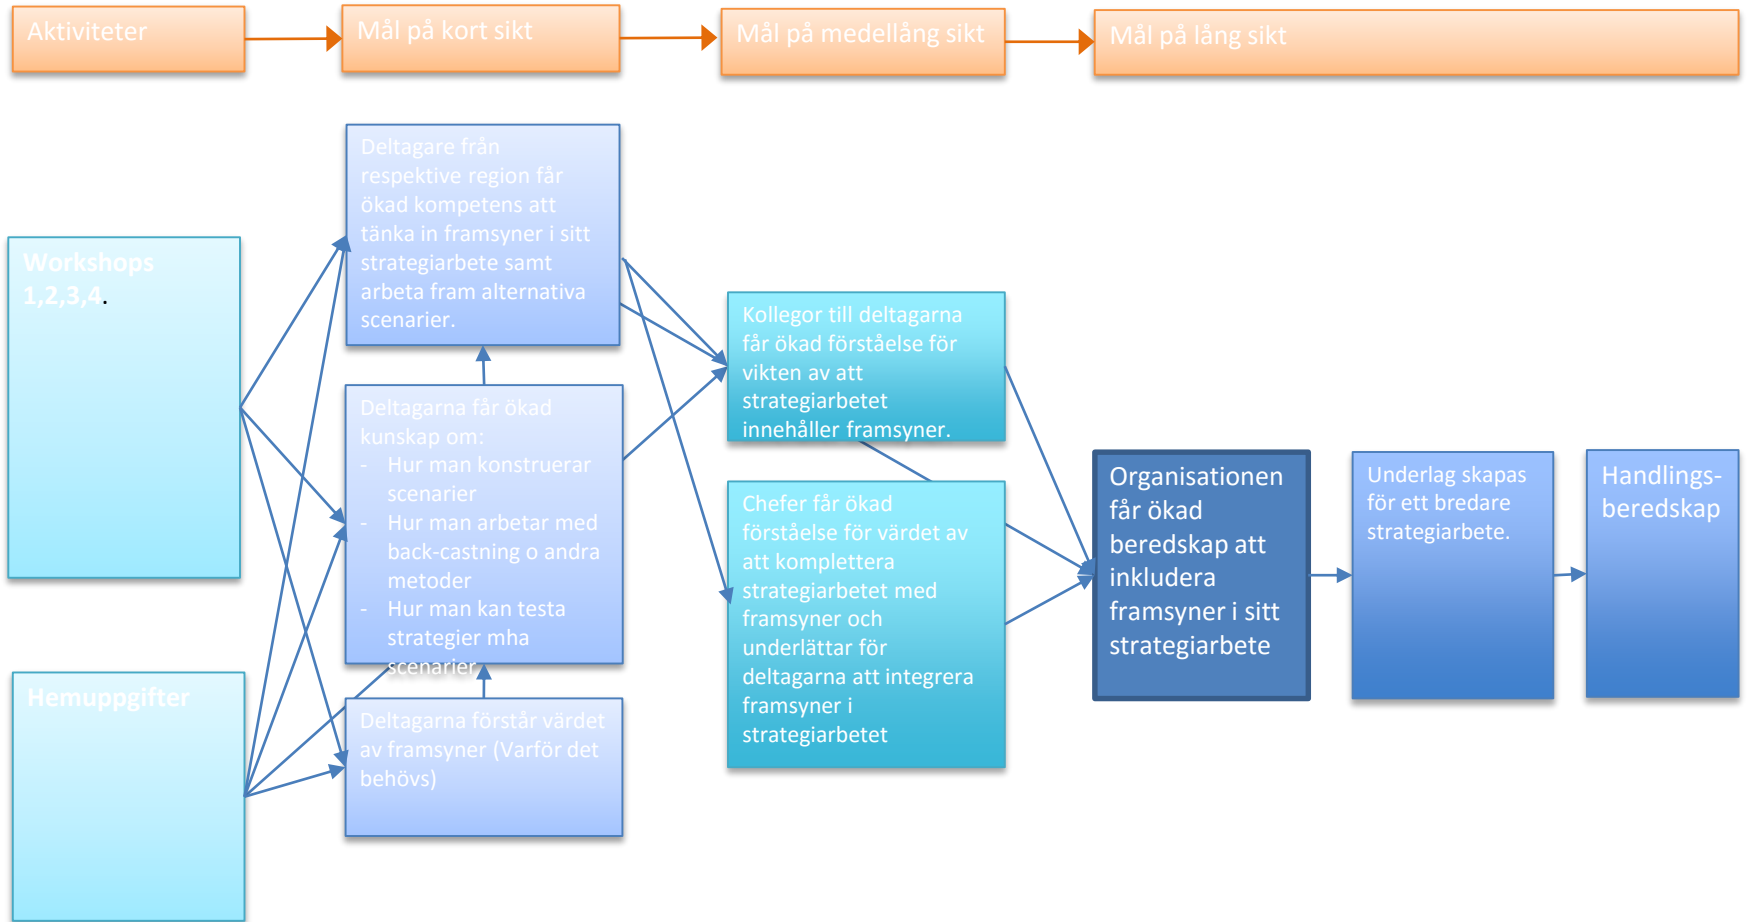 Aktiviteter
Mål på kort sikt
Mål på medellång sikt
Mål på lång sikt
Workshops
1,2,3,4.
Hemuppgifter
Deltagare från
respektive region får
ökad kompetens att
tänka in framsyner i sitt
strategiarbete samt
arbeta fram alternativa
scenarier.
Deltagarna får ökad
kunskap om:
- Hur man konstruerar
scenarier
- Hur man arbetar med
back-castning o andra
metoder
- Hur man kan testa
strategier mha
scenarier
Deltagarna förstår värdet
av framsyner (Varför det
behövs)
Kollegor till deltagarna
får ökad förståelse för
vikten av att
strategiarbetet
innehåller framsyner.
Chefer får ökad
förståelse för värdet av
att komplettera
strategiarbetet med
framsyner och
underlättar för
deltagarna att integrera
framsyner i
strategiarbetet
Organisationen
får ökad
beredskap att
inkludera
framsyner i sitt
strategiarbete
Underlag skapas
för ett bredare
strategiarbete.
Handlings-
beredskap